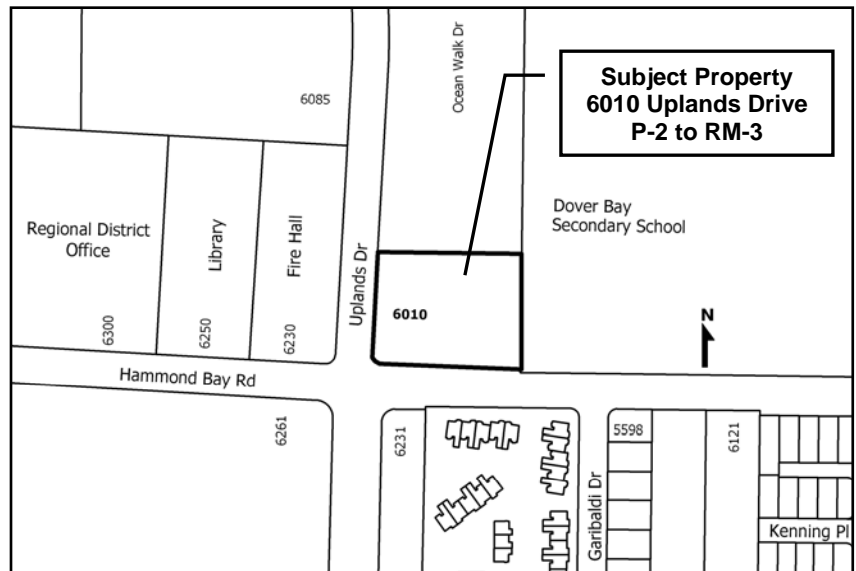 Ocean Walk Dr
6085
Subject Property
6010 Uplands Drive
P-2 to RM-3
Regional District
Office
Library
Fire Hall
Dover Bay
Secondary School
Uplands Dr
6010
N
6300
6250
6230
Hammond Bay Rd
6261
6231
5598
6121
Garibaldi Dr
Kenning Pl